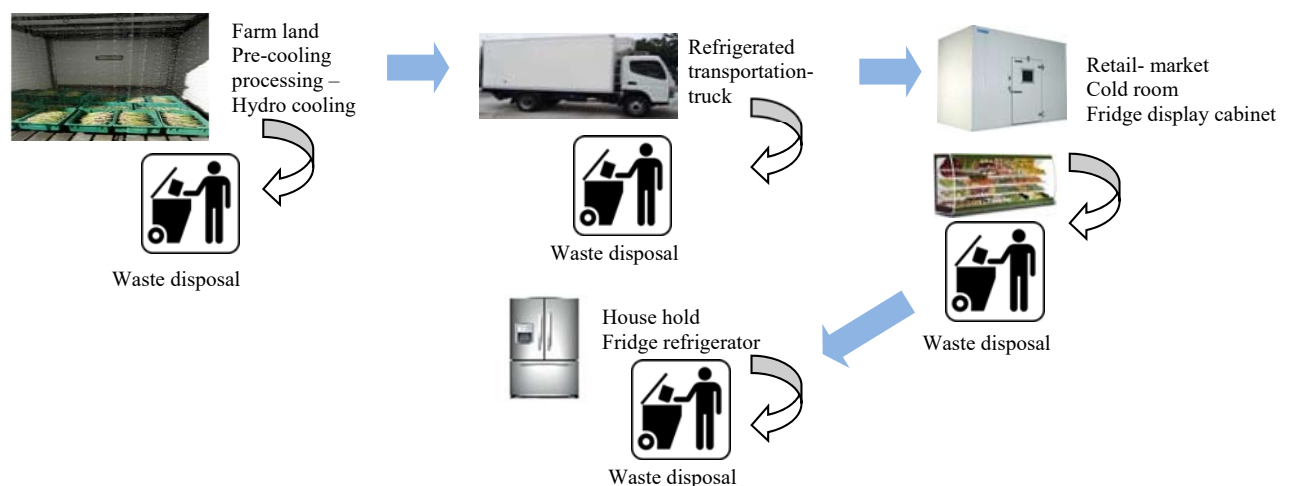 Farm land
Pre-cooling
processing –
Hydro cooling
Waste disposal
Refrigerated
transportation-
truck
Waste disposal
Retail- market
Cold room
Fridge display cabinet
Waste disposal
House hold
Fridge refrigerator
Waste disposal